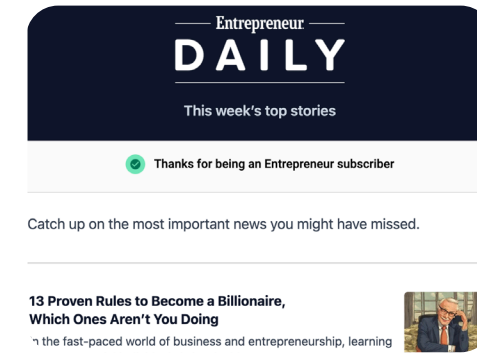 Entrepreneur
DAILY
This week's top stories
Thanks for being an Entrepreneur subscriber
Catch up on the most important news you might have missed.
13 Proven Rules to Become a Billionaire,
Which Ones Aren't You Doing
the fast-paced world of business and entrepreneurship, learning